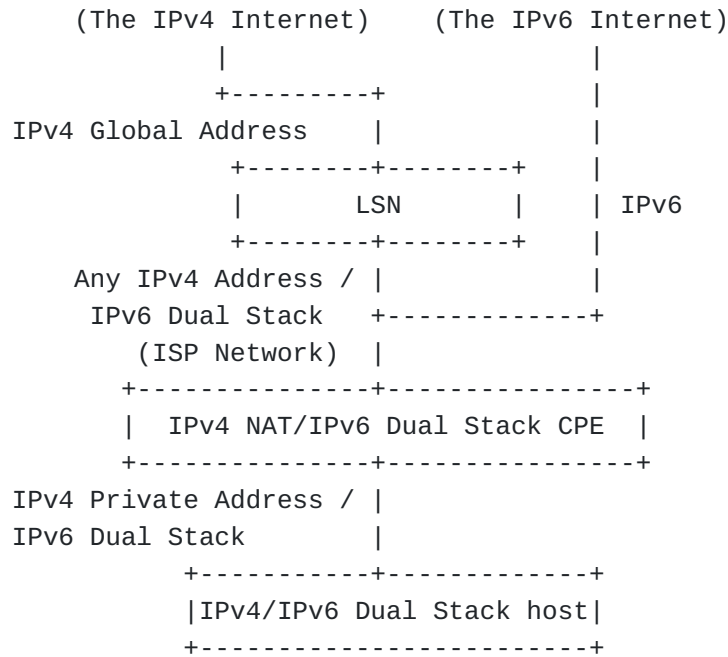 (The IPv4 Internet) (The IPv6 Internet)
IPv4 Global Address
LSN
IPv6
Any IPv4 Address /
IPv6 Dual Stack
(ISP Network)
IPv4 NAT/IPv6 Dual Stack CPE
IPv4 Private Address /
IPv6 Dual Stack
IPv4/IPv6 Dual Stack host